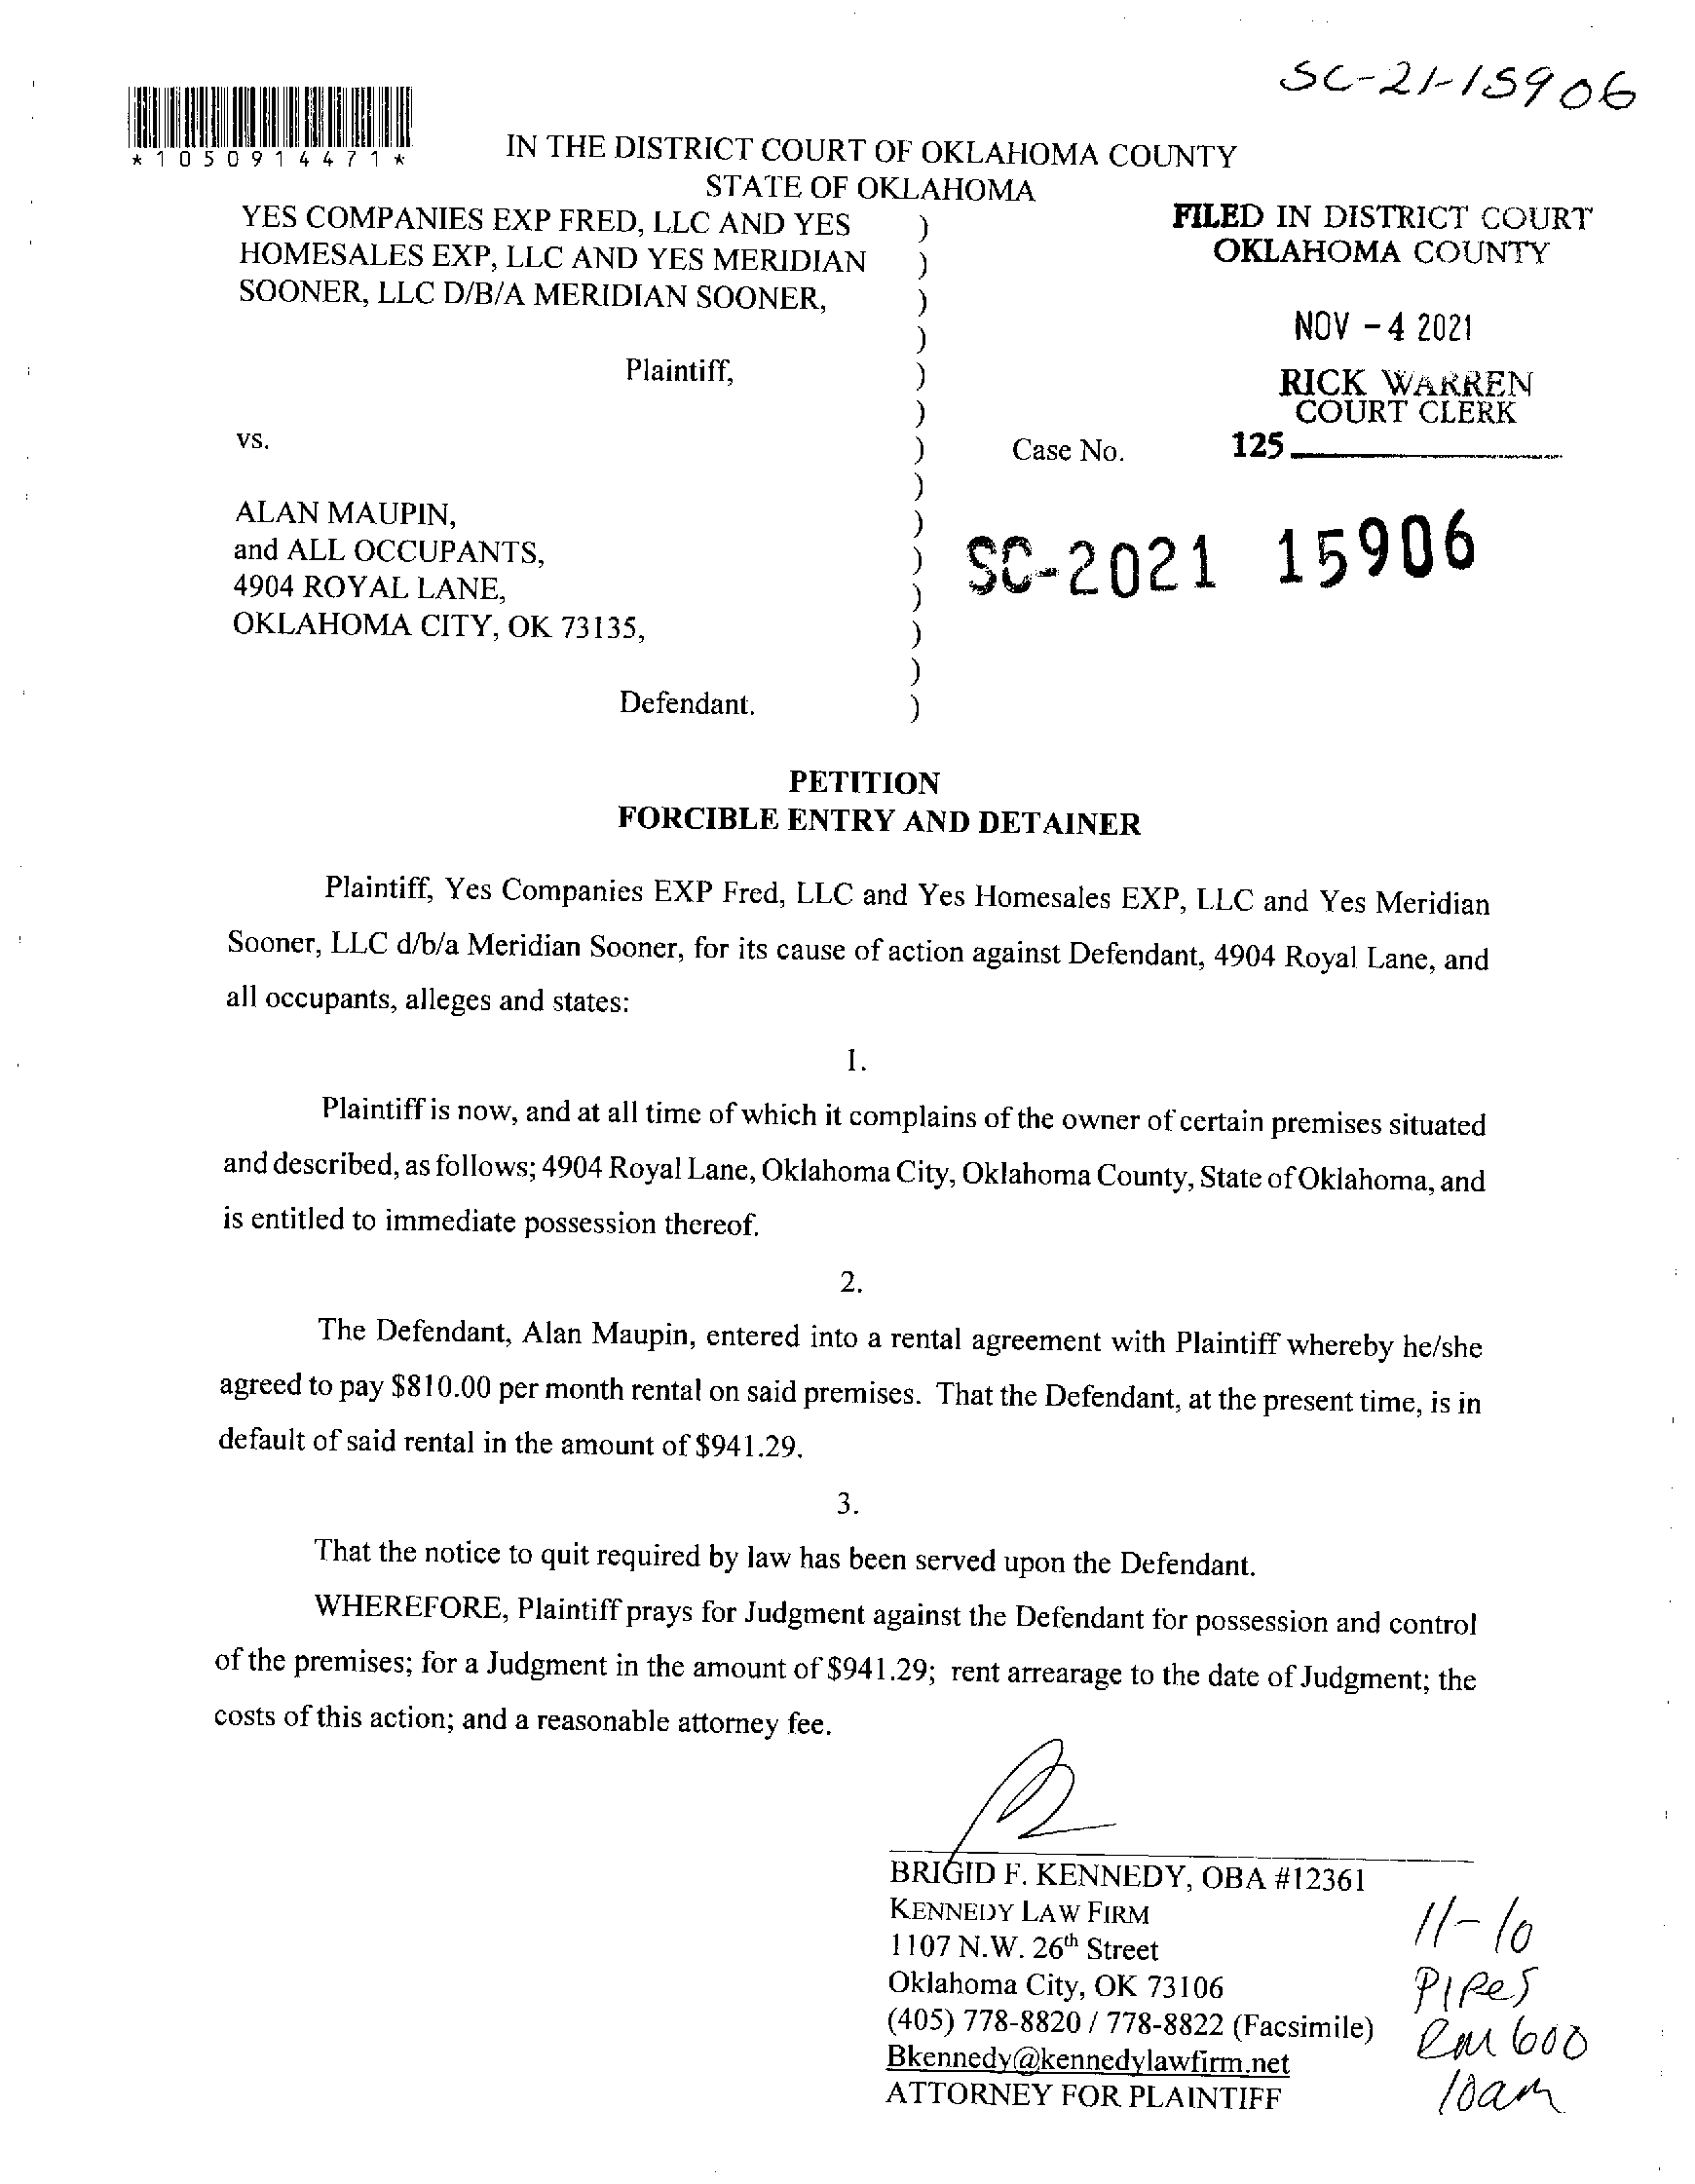 SC-21-15906
*1050914471*
IN THE DISTRICT COURT OF OKLAHOMA COUNTY
STATE OF OKLAHOMA
YES COMPANIES EXP FRED, LLC AND YES )
HOMESALES EXP, LLC AND YES MERIDIAN )
SOONER, LLC D/B/A MERIDIAN SOONER, )
)
Plaintiff, )
)
vs. ) Case No.
)
ALAN MAUPIN, )
and ALL OCCUPANTS, )
4904 ROYAL LANE, )
OKLAHOMA CITY, OK 73135, )
)
Defendant. )
FILED IN DISTRICT COURT
OKLAHOMA COUNTY
NOV - 4 2021
RICK WARREN
COURT CLERK
125
SC-2021 15906
PETITION
FORCIBLE ENTRY AND DETAINER
Plaintiff, Yes Companies EXP Fred, LLC and Yes Homesales EXP, LLC and Yes Meridian
Sooner, LLC d/b/a Meridian Sooner, for its cause of action against Defendant, 4904 Royal Lane, and
all occupants, alleges and states:
1.
Plaintiff is now, and at all time of which it complains of the owner of certain premises situated
and described, as follows; 4904 Royal Lane, Oklahoma City, Oklahoma County, State of Oklahoma, and
is entitled to immediate possession thereof.
2.
The Defendant, Alan Maupin, entered into a rental agreement with Plaintiff whereby he/she
agreed to pay $810.00 per month rental on said premises. That the Defendant, at the present time, is in
default of said rental in the amount of $941.29.
3.
That the notice to quit required by law has been served upon the Defendant.
WHEREFORE, Plaintiff prays for Judgment against the Defendant for possession and control
of the premises; for a Judgment in the amount of $941.29; rent arrearage to the date of Judgment; the
costs of this action; and a reasonable attorney fee.
BRIGID F. KENNEDY, OBA #12361
KENNEDY LAW FIRM
1107 N.W. 26th Street
Oklahoma City, OK 73106
(405) 778-8820 / 778-8822 (Facsimile)
Bkennedy@kennedylawfirm.net
ATTORNEY FOR PLAINTIFF
11-10
PIPES
RM 600
10am